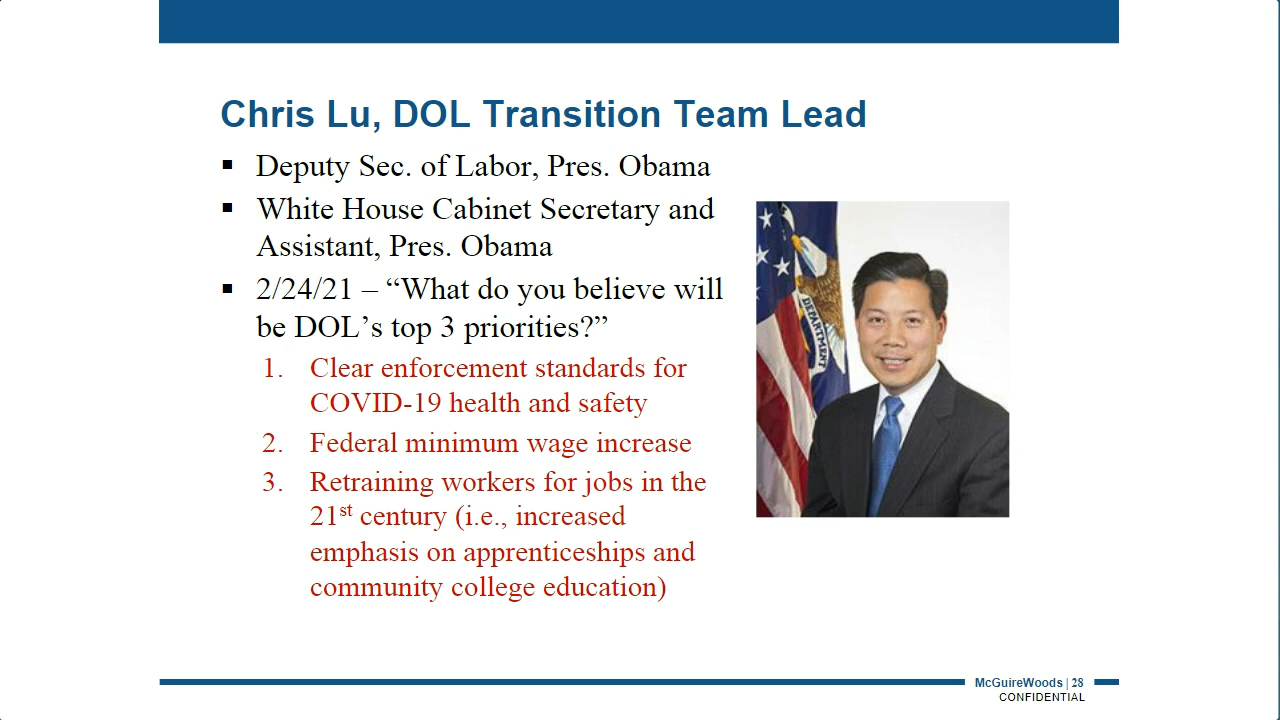 Chris Lu, DOL Transition Team Lead
▪ Deputy Sec. of Labor, Pres. Obama
▪ White House Cabinet Secretary and
Assistant, Pres. Obama
▪ 2/24/21 – “What do you believe will
be DOL’s top 3 priorities?”
1. Clear enforcement standards for
COVID-19 health and safety
2. Federal minimum wage increase
3. Retraining workers for jobs in the
21st century (i.e., increased
emphasis on apprenticeships and
community college education)
DEPARTMENT
McGuireWoods | 28
CONFIDENTIAL